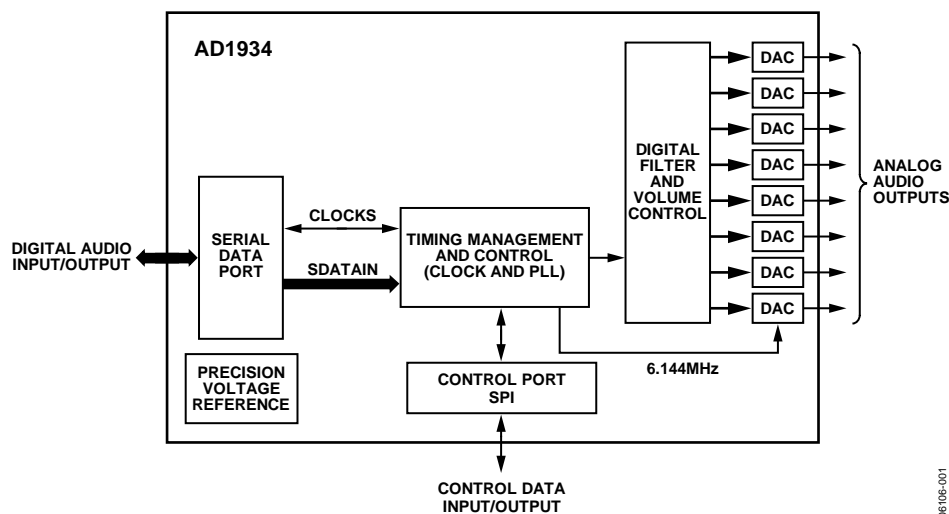 AD1934
DIGITAL AUDIO
INPUT/OUTPUT
SERIAL
DATA
PORT
CLOCKS
SDATAIN
TIMING MANAGEMENT
AND CONTROL
(CLOCK AND PLL)
DIGITAL
FILTER
AND
VOLUME
CONTROL
DAC
DAC
DAC
DAC
DAC
DAC
DAC
DAC
ANALOG
AUDIO
OUTPUTS
6.144MHz
PRECISION
VOLTAGE
REFERENCE
CONTROL PORT
SPI
CONTROL DATA
INPUT/OUTPUT
06106-001